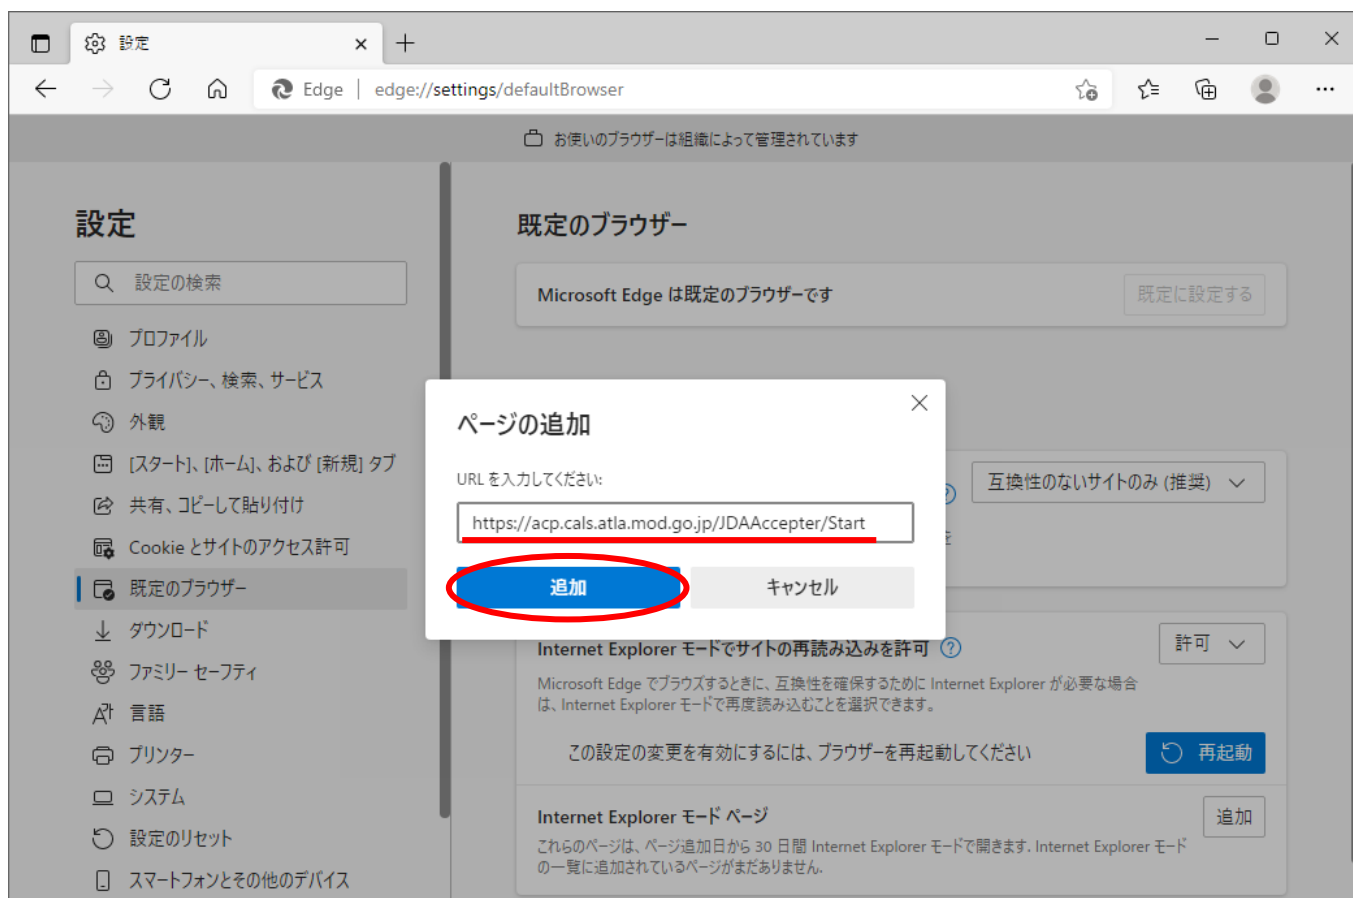 設定
Edge | edge://settings/defaultBrowser
お使いのブラウザーは組織によって管理されています
設定
設定の検索
プロファイル
プライバシー、検索、サービス
外観
[スタート]、[ホーム]、および [新規] タブ
共有、コピーして貼り付け
Cookie とサイトのアクセス許可
既定のブラウザー
ダウンロード
ファミリー セーフティ
言語
プリンター
システム
設定のリセット
スマートフォンとその他のデバイス
既定のブラウザー
Microsoft Edge は既定のブラウザーです
既定に設定する
ページの追加
URL を入力してください:
https://acp.cals.atla.mod.go.jp/JDAAccepter/Start
追加
キャンセル
互換性のないサイトのみ (推奨)
を
Internet Explorer モードでサイトの再読み込みを許可
許可
Microsoft Edge でブラウズするときに、互換性を確保するために Internet Explorer が必要な場合
は、Internet Explorer モードで再度読み込むことを選択できます。
この設定の変更を有効にするには、ブラウザーを再起動してください
再起動
Internet Explorer モード ページ
追加
これらのページは、ページ追加日から 30 日間 Internet Explorer モードで開きます. Internet Explorer モード
の一覧に追加されているページがまだありません.